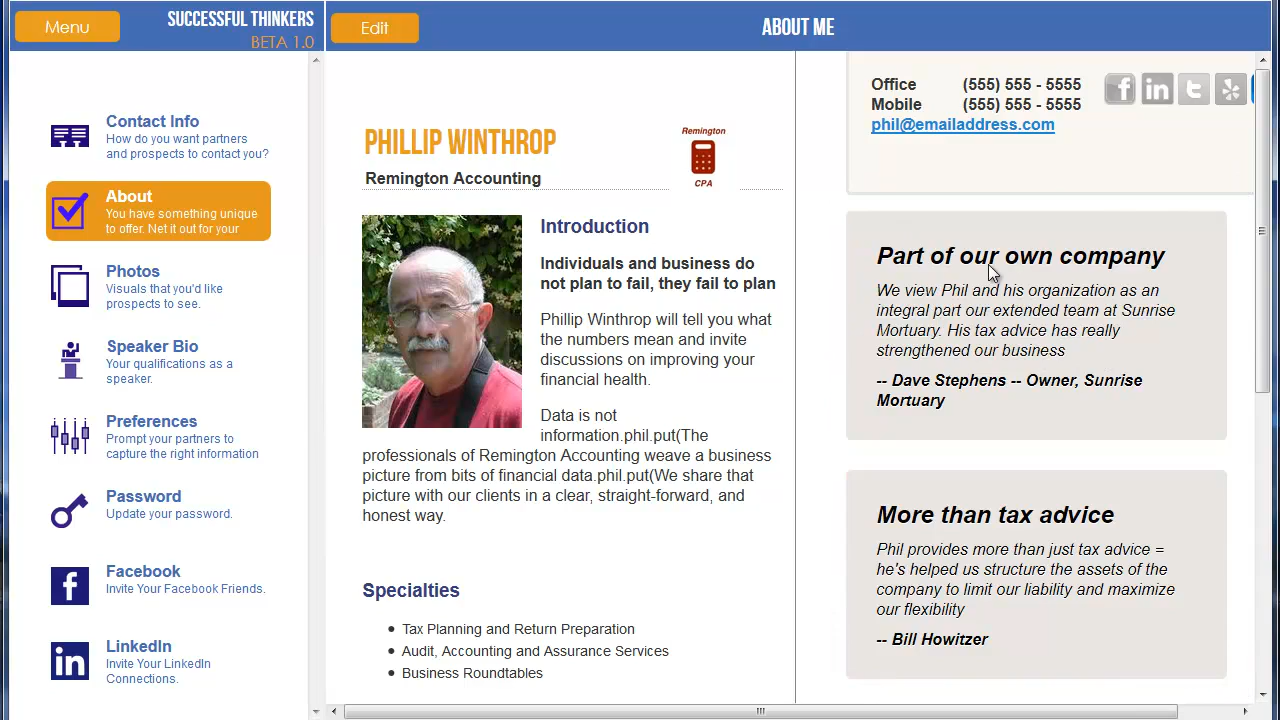 Menu
SUCCESSFUL THINKERS
BETA 1.0
Edit
ABOUT ME
Contact Info
How do you want partners
and prospects to contact you?
About
You have something unique
to offer. Net it out for your
Photos
Visuals that you'd like
prospects to see.
Speaker Bio
Your qualifications as a
speaker.
Preferences
Prompt your partners to
capture the right information
Password
Update your password.
Facebook
Invite Your Facebook Friends.
LinkedIn
Invite Your LinkedIn
Connections.
PHILLIP WINTHROP
Remington Accounting
Remington
CPA
Introduction
Individuals and business do
not plan to fail, they fail to plan
Phillip Winthrop will tell you what
the numbers mean and invite
discussions on improving your
financial health.
Data is not
information.phil.put(The
professionals of Remington Accounting weave a business
picture from bits of financial data.phil.put(We share that
picture with our clients in a clear, straight-forward, and
honest way.
Specialties
Tax Planning and Return Preparation
Audit, Accounting and Assurance Services
Business Roundtables
Office (555) 555 - 5555
Mobile (555) 555 - 5555
phil@emailaddress.com
Part of our own company
We view Phil and his organization as an
integral part our extended team at Sunrise
Mortuary. His tax advice has really
strengthened our business
-- Dave Stephens -- Owner, Sunrise
Mortuary
More than tax advice
Phil provides more than just tax advice =
he's helped us structure the assets of the
company to limit our liability and maximize
our flexibility
-- Bill Howitzer